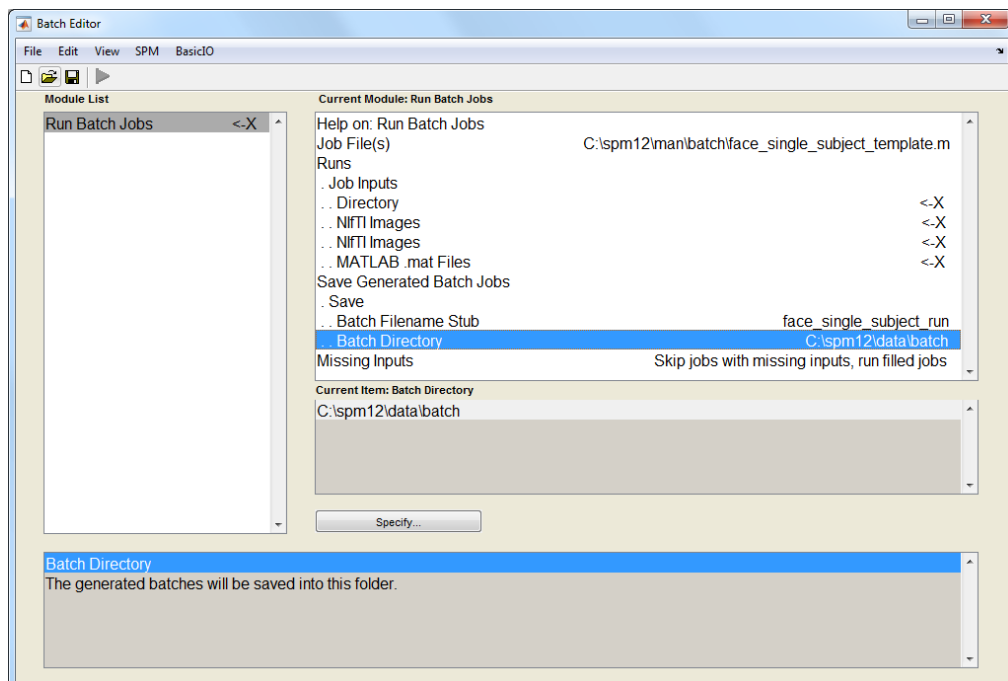 Batch Editor
File Edit View SPM BasicIO
Module List
Run Batch Jobs <-X
Current Module: Run Batch Jobs
Help on: Run Batch Jobs
Job File(s) C:\spm12\man\batch\face_single_subject_template.m
Runs
. Job Inputs
. . Directory <-X
. . NIfTI Images <-X
. . NIfTI Images <-X
. . MATLAB .mat Files <-X
Save Generated Batch Jobs
. Save
. . Batch Filename Stub face_single_subject_run
. . Batch Directory C:\spm12\data\batch
Missing Inputs Skip jobs with missing inputs, run filled jobs
Current Item: Batch Directory
C:\spm12\data\batch
Specify...
Batch Directory
The generated batches will be saved into this folder.